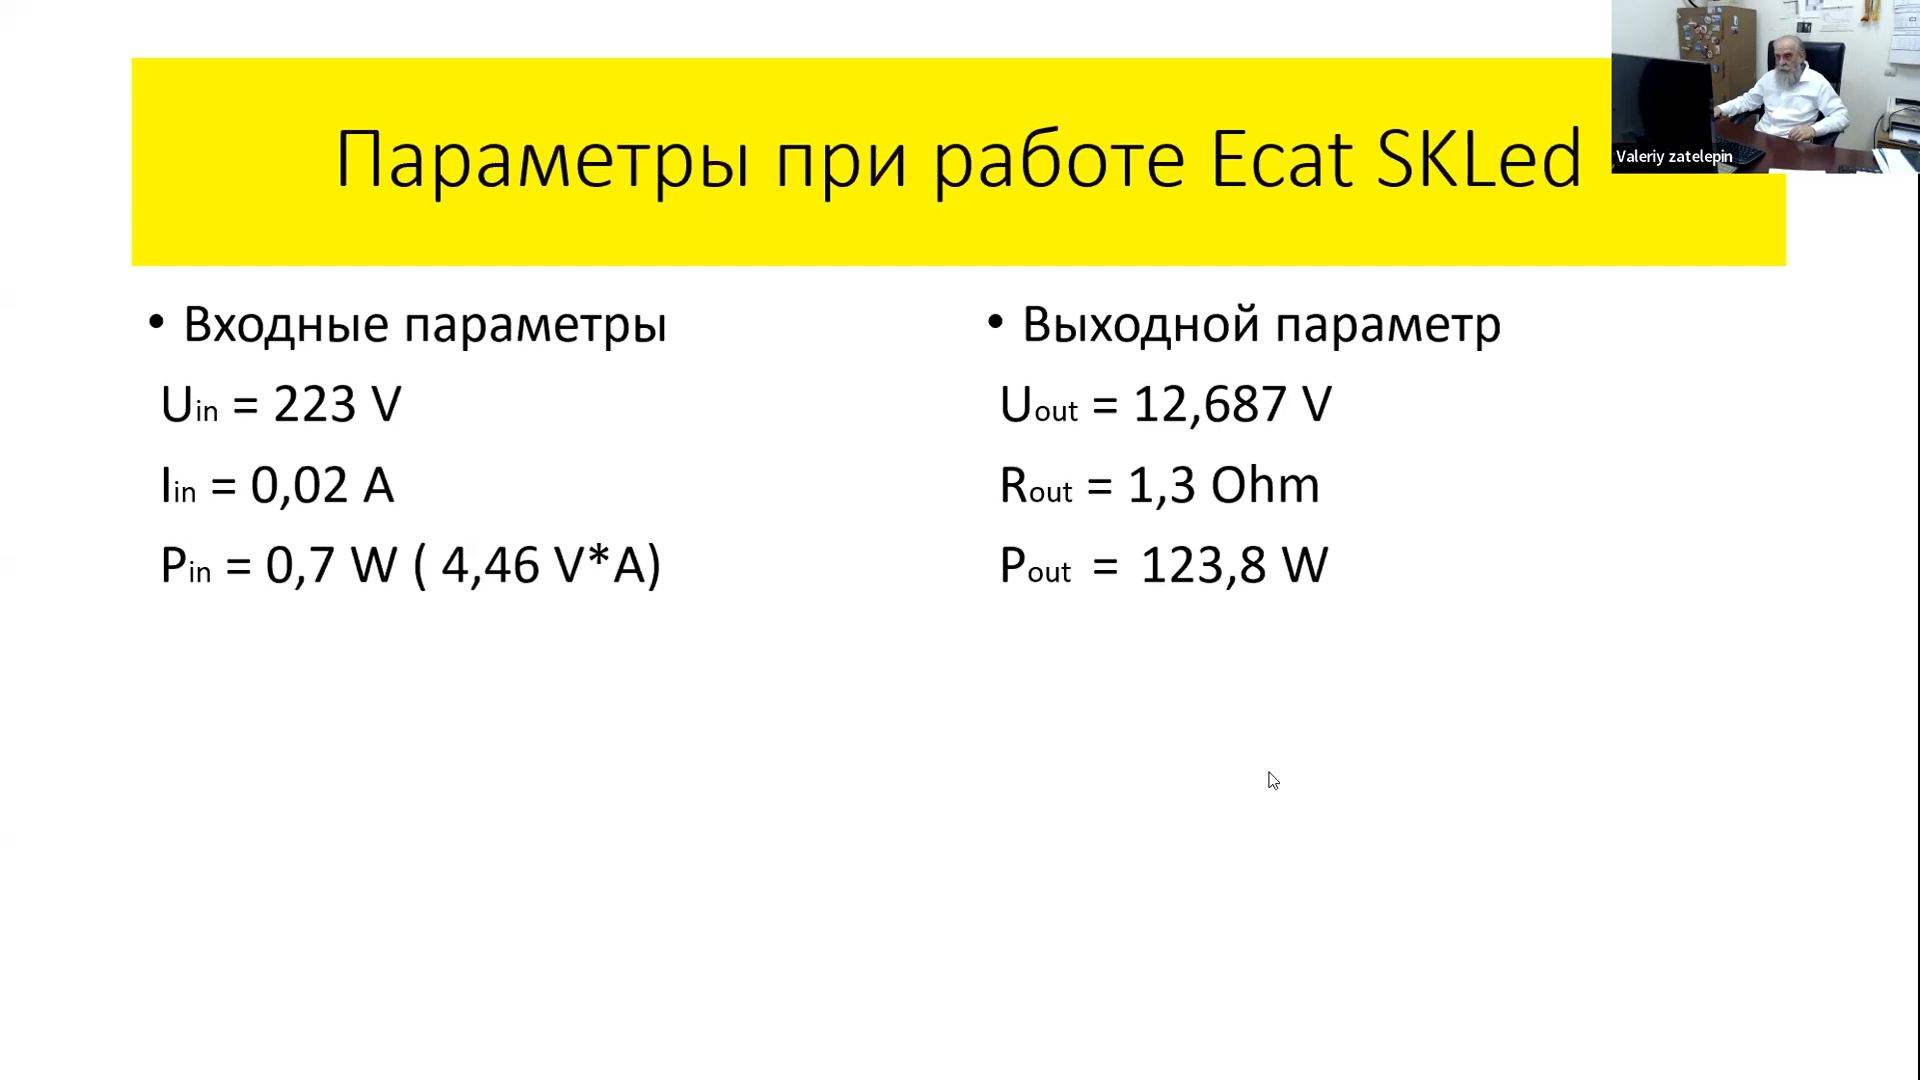 Параметры при работе Ecat SKLed
Valeriy zatelepin
• Входные параметры
Uin = 223 V
Iin = 0,02 A
Pin = 0,7 W ( 4,46 V*A)
• Выходной параметр
Uout = 12,687 V
Rout = 1,3 Ohm
Pout = 123,8 W